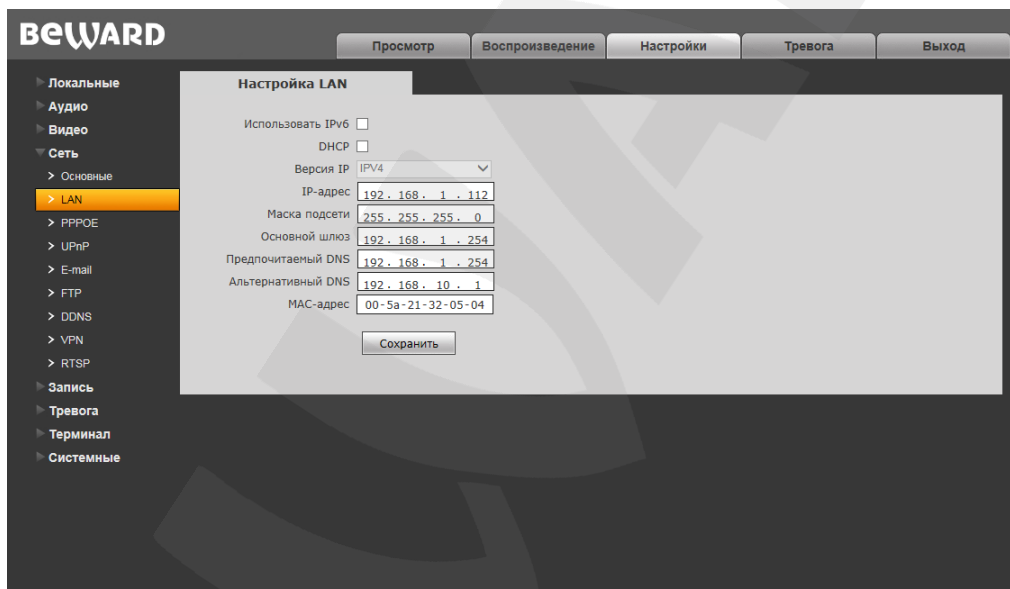 BEWARD
Просмотр Воспроизведение Настройки Тревога Выход
Локальные
Аудио
Видео
Сеть
> Основные
> LAN
> PPPOE
> UPnP
> E-mail
> FTP
> DDNS
> VPN
> RTSP
Запись
Тревога
Терминал
Системные
Настройка LAN
Использовать IPv6
DHCP
Версия IP IPV4
IP-адрес 192. 168. 1 . 112
Маска подсети 255. 255. 255. 0
Основной шлюз 192. 168. 1 . 254
Предпочитаемый DNS 192. 168. 1 . 254
Альтернативный DNS 192. 168. 10 . 1
MAC-адрес 00-5a-21-32-05-04
Сохранить